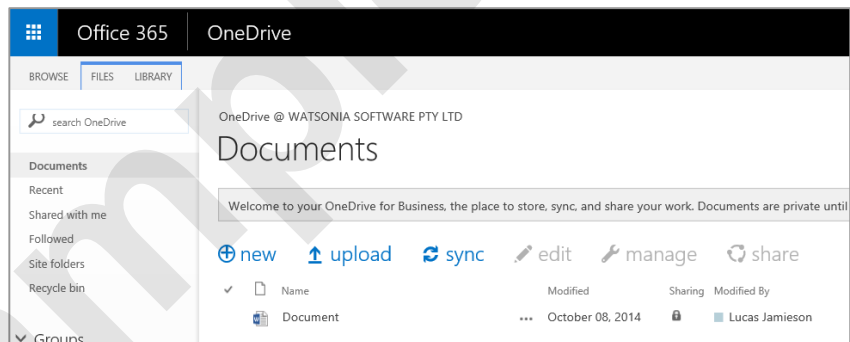 Office 365 OneDrive
BROWSE FILES LIBRARY
search OneDrive
Documents
Recent
Shared with me
Followed
Site folders
Recycle bin
Groups
OneDrive @ WATSONIA SOFTWARE PTY LTD
Documents
Welcome to your OneDrive for Business, the place to store, sync, and share your work. Documents are private until
new upload sync edit manage share
Name Modified Sharing Modified By
Document ... October 08, 2014 Lucas Jamieson